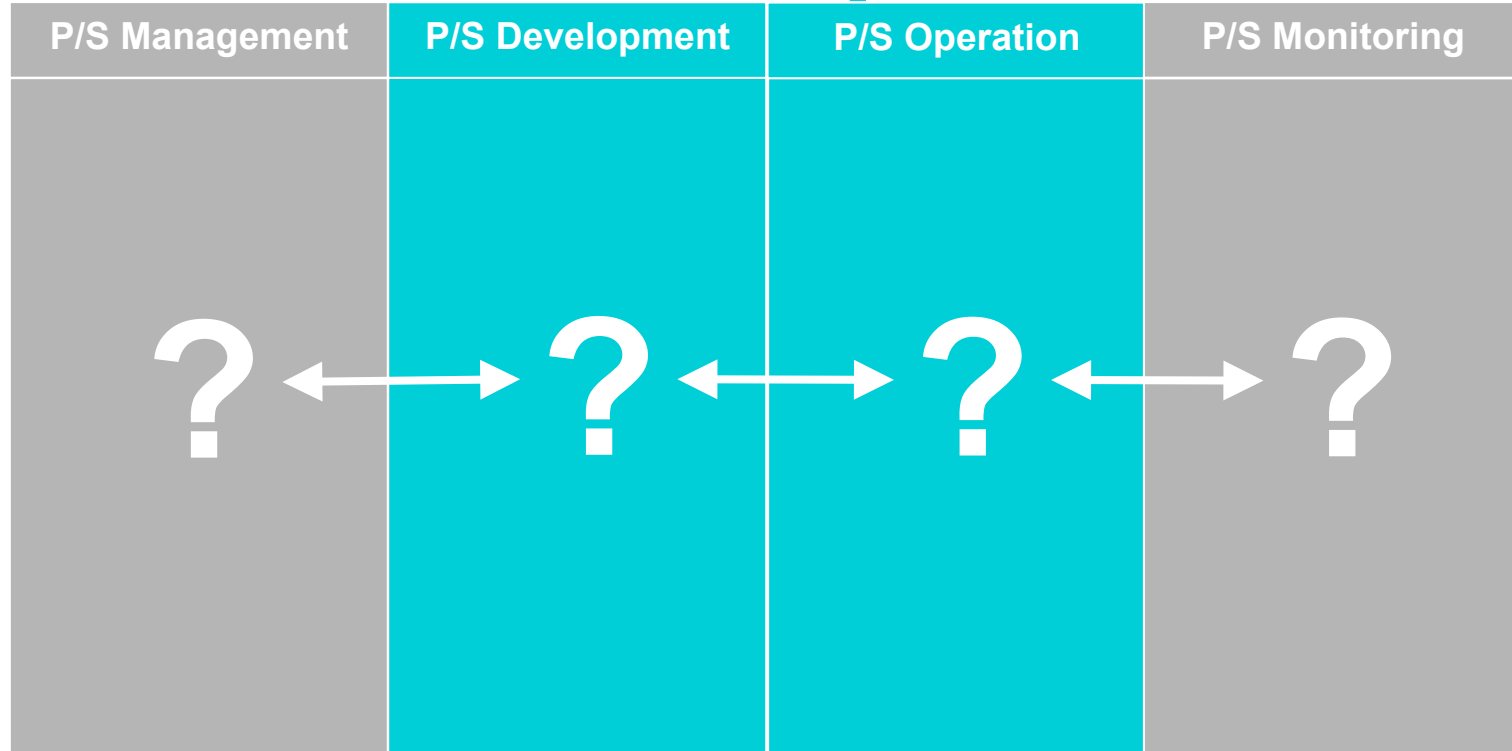 P/S Management
P/S Development
P/S Operation
P/S Monitoring
?
?
?
?